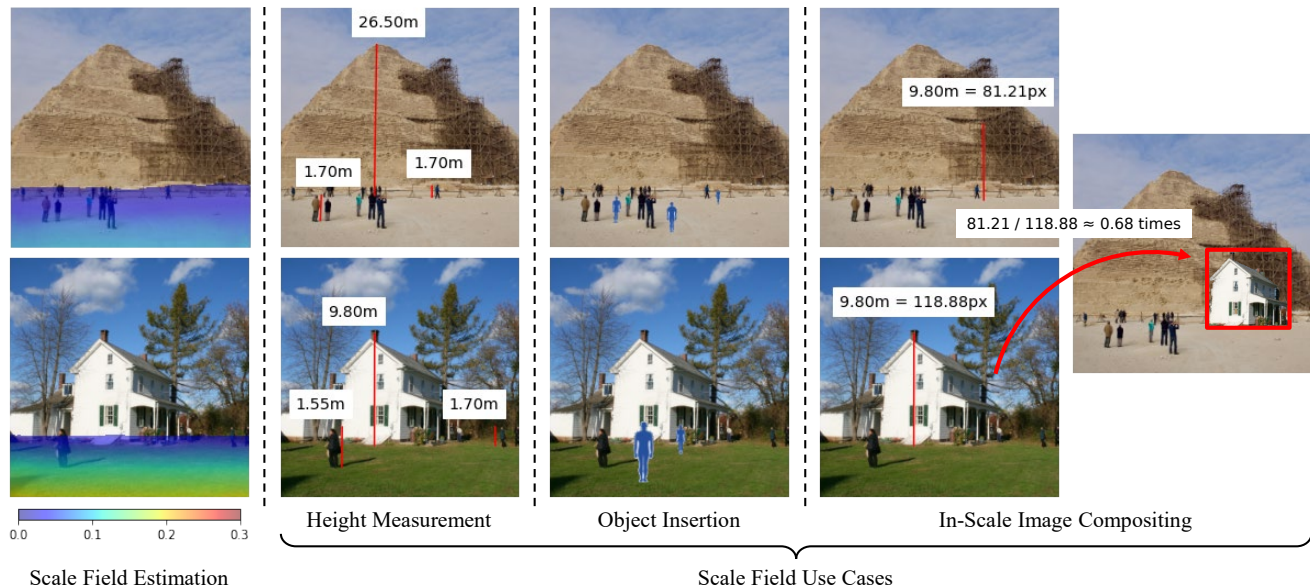 26.50m
1.70m
1.70m
9.80m = 81.21px
81.21 / 118.88 ≈ 0.68 times
9.80m
1.55m
1.70m
9.80m = 118.88px
0.0 0.1 0.2 0.3
Height Measurement
Object Insertion
In-Scale Image Compositing
Scale Field Estimation
Scale Field Use Cases